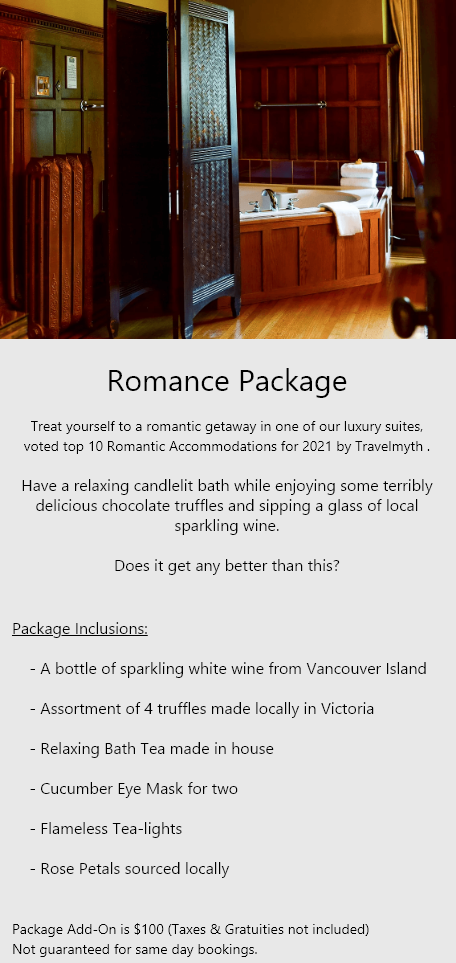 Romance Package
Treat yourself to a romantic getaway in one of our luxury suites,
voted top 10 Romantic Accommodations for 2021 by Travelmyth .
Have a relaxing candlelit bath while enjoying some terribly
delicious chocolate truffles and sipping a glass of local
sparkling wine.
Does it get any better than this?
Package Inclusions:
- A bottle of sparkling white wine from Vancouver Island
- Assortment of 4 truffles made locally in Victoria
- Relaxing Bath Tea made in house
- Cucumber Eye Mask for two
- Flameless Tea-lights
- Rose Petals sourced locally
Package Add-On is $100 (Taxes & Gratuities not included)
Not guaranteed for same day bookings.